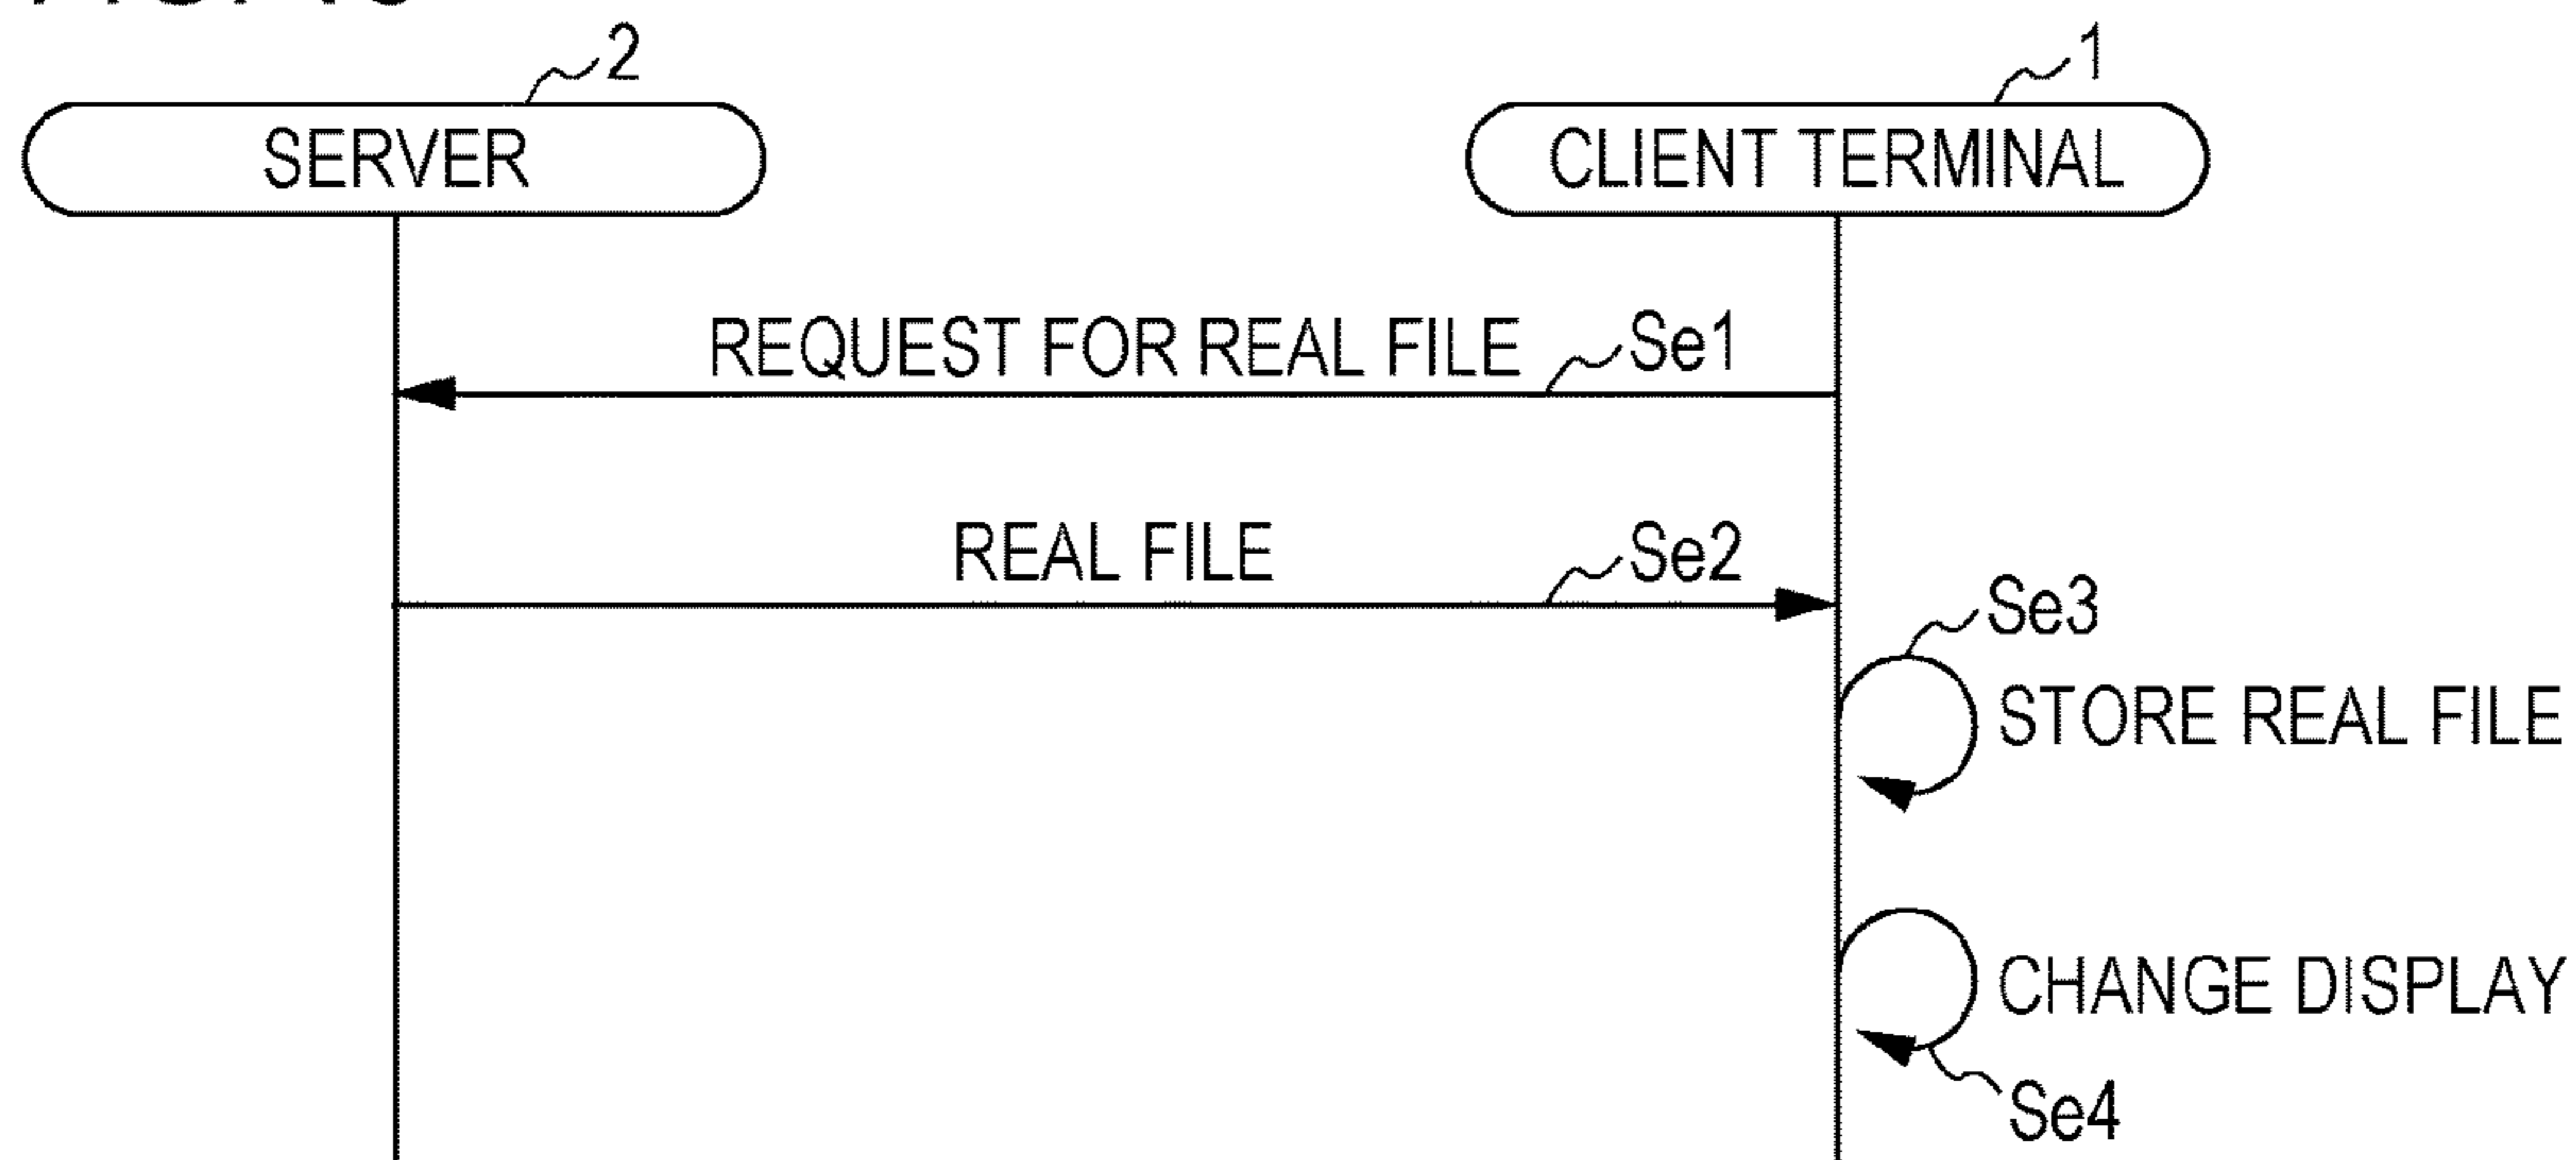 2
1
SERVER
CLIENT TERMINAL
REQUEST FOR REAL FILE
Se1
REAL FILE
Se2
Se3
STORE REAL FILE
CHANGE DISPLAY
Se4